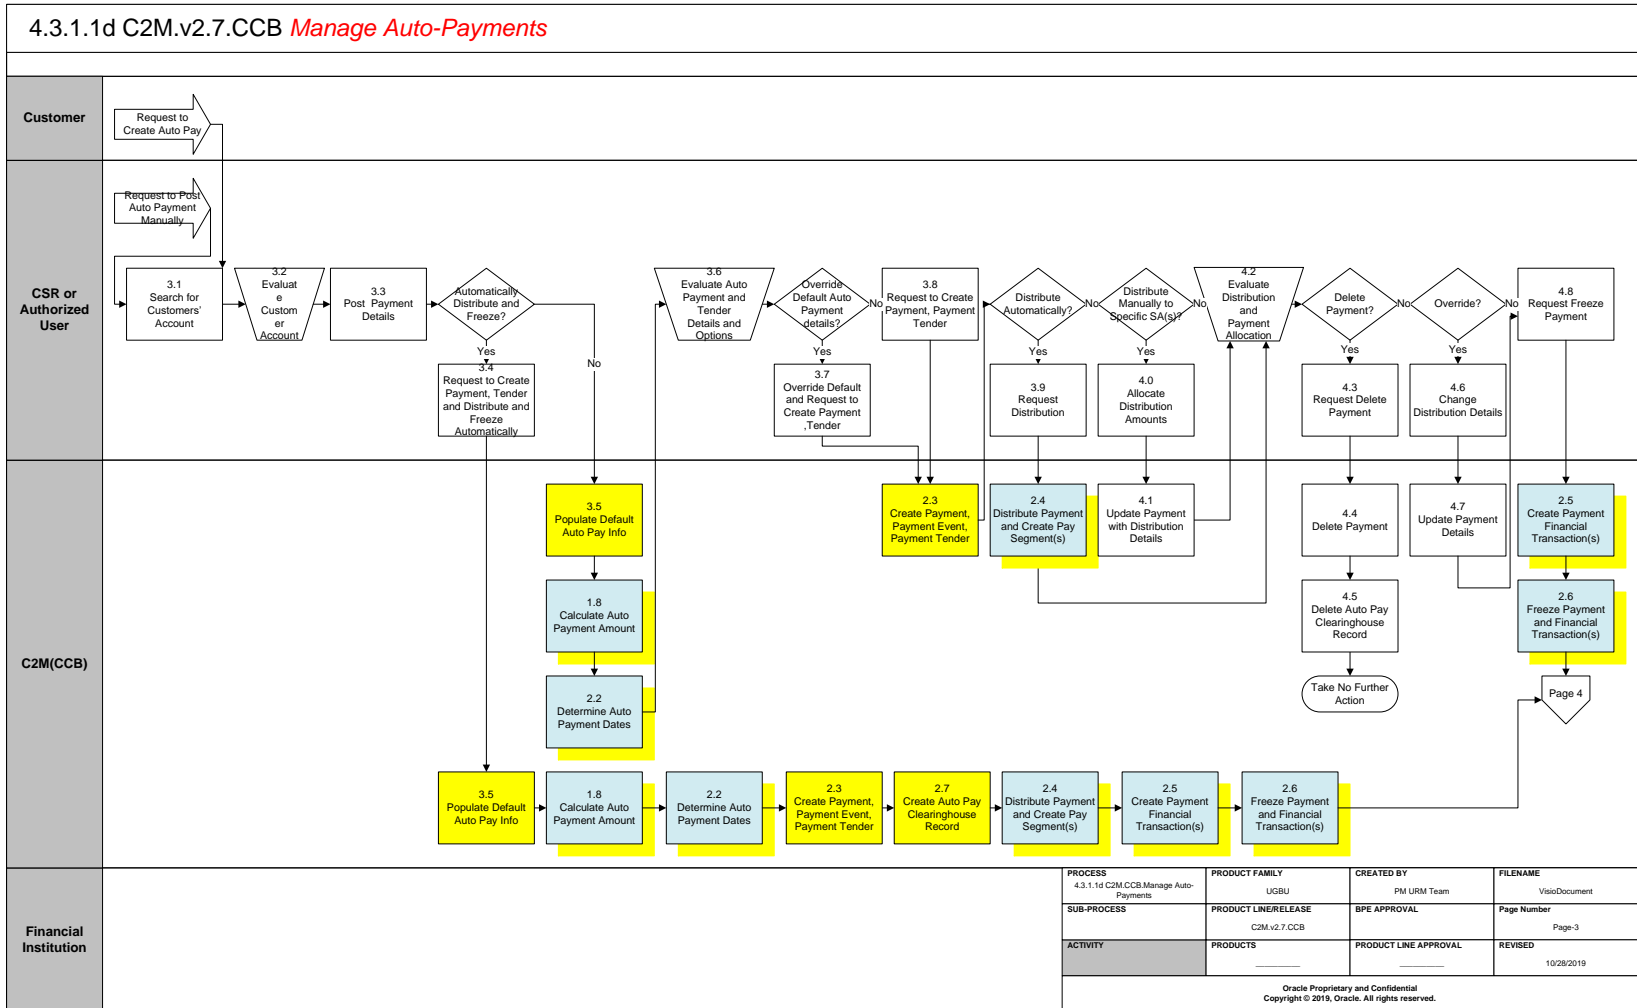 4.3.1.1d C2M.v2.7.CCB Manage Auto-Payments
Customer
Request to
Create Auto Pay
CSR or
Authorized
User
Request to Post
Auto Payment
Manually
3.1
Search for
Customers'
Account
3.2
Evaluat
e
Custom
er
Account
3.3
Post Payment
Details
Automatically
Distribute and
Freeze?
Yes
No
3.4
Request to Create
Payment, Tender
and Distribute and
Freeze
Automatically
3.6
Evaluate Auto
Payment and
Tender
Details and
Options
Override
Default Auto
Payment
details?
No
Yes
3.7
Override Default
and Request to
Create Payment
,Tender
3.8
Request to Create
Payment, Payment
Tender
Distribute
Automatically?
No
Yes
3.9
Request
Distribution
Distribute
Manually to
Specific SA(s)?
No
Yes
4.0
Allocate
Distribution
Amounts
4.2
Evaluate
Distribution
and
Payment
Allocation
Delete
Payment?
No
Yes
4.3
Request Delete
Payment
Override?
No
Yes
4.6
Change
Distribution Details
4.8
Request Freeze
Payment
C2M(CCB)
3.5
Populate Default
Auto Pay Info
1.8
Calculate Auto
Payment Amount
2.2
Determine Auto
Payment Dates
2.3
Create Payment,
Payment Event,
Payment Tender
2.4
Distribute Payment
and Create Pay
Segment(s)
4.1
Update Payment
with Distribution
Details
4.4
Delete Payment
4.5
Delete Auto Pay
Clearinghouse
Record
Take No Further
Action
4.7
Update Payment
Details
2.5
Create Payment
Financial
Transaction(s)
2.6
Freeze Payment
and Financial
Transaction(s)
Page 4
3.5
Populate Default
Auto Pay Info
1.8
Calculate Auto
Payment Amount
2.2
Determine Auto
Payment Dates
2.3
Create Payment,
Payment Event,
Payment Tender
2.7
Create Auto Pay
Clearinghouse
Record
2.4
Distribute Payment
and Create Pay
Segment(s)
2.5
Create Payment
Financial
Transaction(s)
2.6
Freeze Payment
and Financial
Transaction(s)
Financial
Institution
PROCESS
4.3.1.1d C2M.CCB.Manage Auto-
Payments
PRODUCT FAMILY
UGBU
CREATED BY
PM URM Team
FILENAME
VisioDocument
SUB-PROCESS
PRODUCT LINE/RELEASE
C2M.v2.7.CCB
BPE APPROVAL
Page Number
Page-3
ACTIVITY
PRODUCTS
PRODUCT LINE APPROVAL
REVISED
10/28/2019
Oracle Proprietary and Confidential
Copyright © 2019, Oracle. All rights reserved.